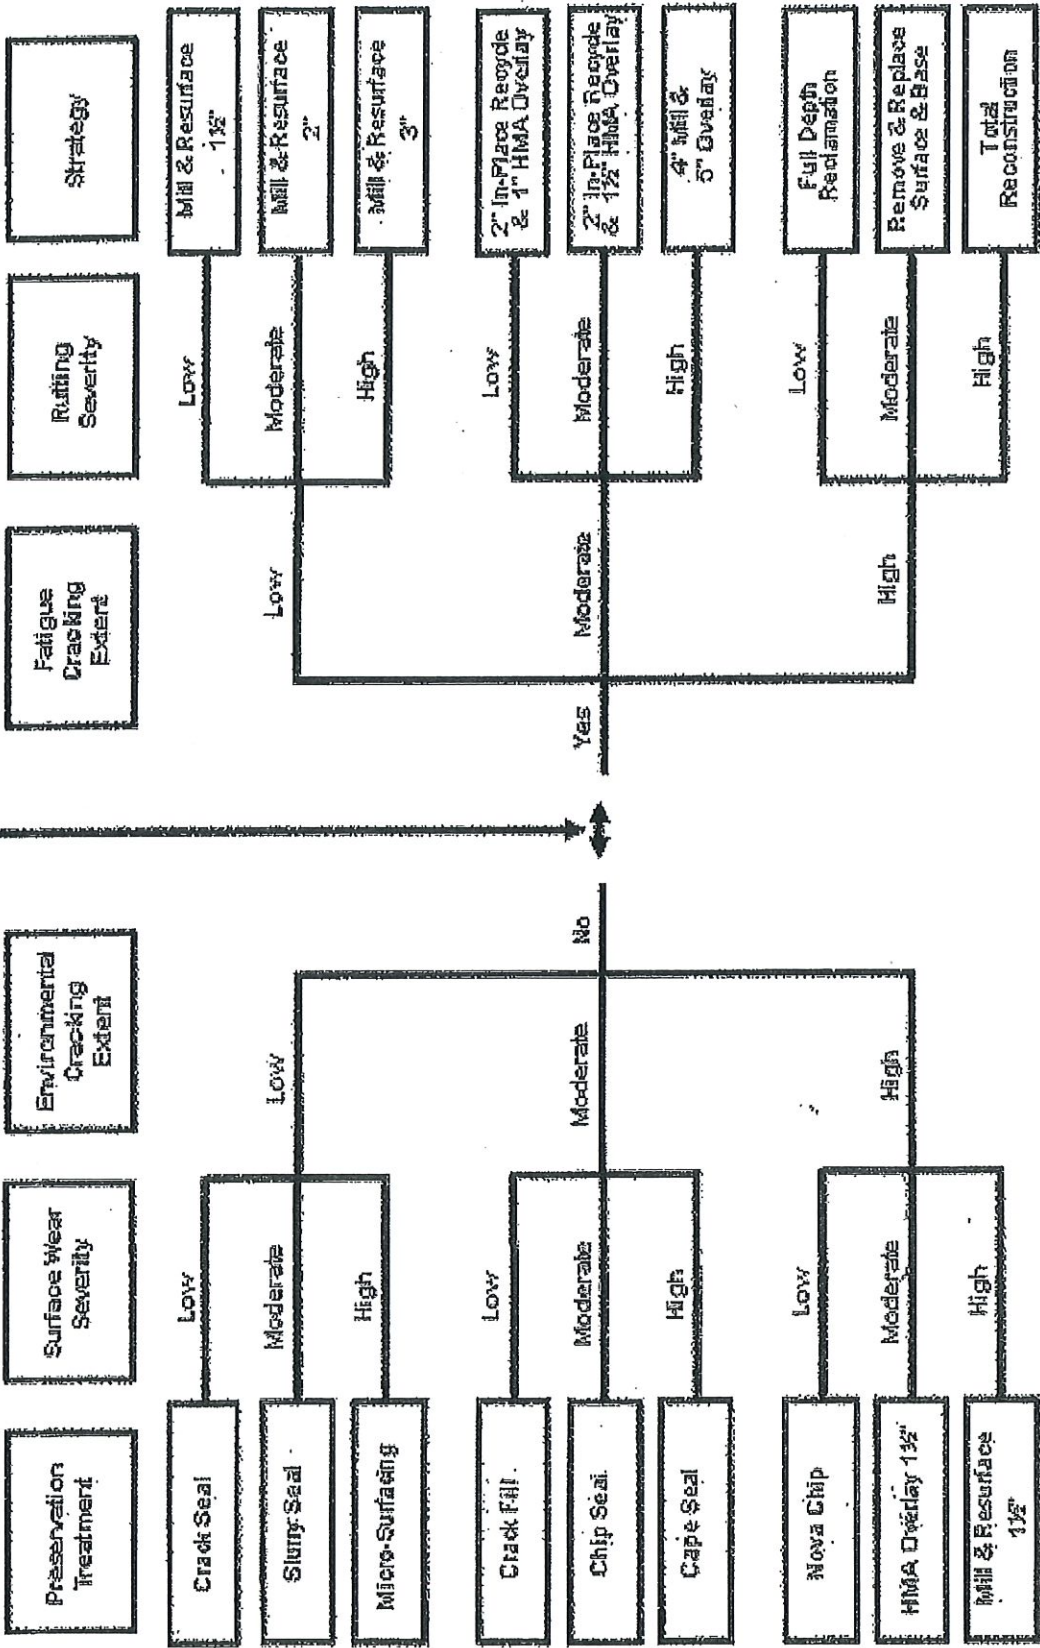 Preservation
Treatment
Surface Wear
Severity
Environmental
Cracking
Extent
Fatigue
Cracking
Extent
Rutting
Severity
Strategy
Crack Seal
Low
Slurry Seal
Moderate
Low
Micro-Surfacing
High
Crack Fill
Low
Chip Seal
Moderate
Moderate
No
Cape Seal
High
Nova Chip
Low
HMA Overlay 1½"
Moderate
High
Mill & Resurface
1½"
High
Low
Mill & Resurface
1½"
Low
Moderate
Mill & Resurface
2"
High
Mill & Resurface
3"
Low
2" In-Place Recycle
& 1" HMA Overlay
Yes
Moderate
Moderate
2" In-Place Recycle
& 1½" HMA Overlay
High
4" Mill &
5" Overlay
Low
Full Depth
Reclamation
High
Moderate
Remove & Replace
Surface & Base
High
Total
Reconstruction